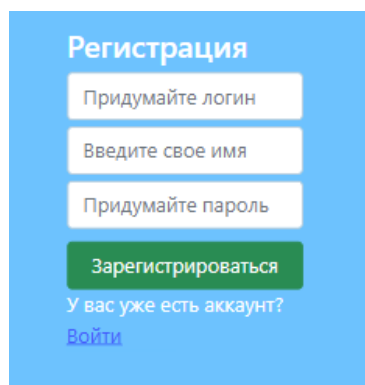 Регистрация
Придумайте логин
Введите свое имя
Придумайте пароль
Зарегистрироваться
У вас уже есть аккаунт?
Войти